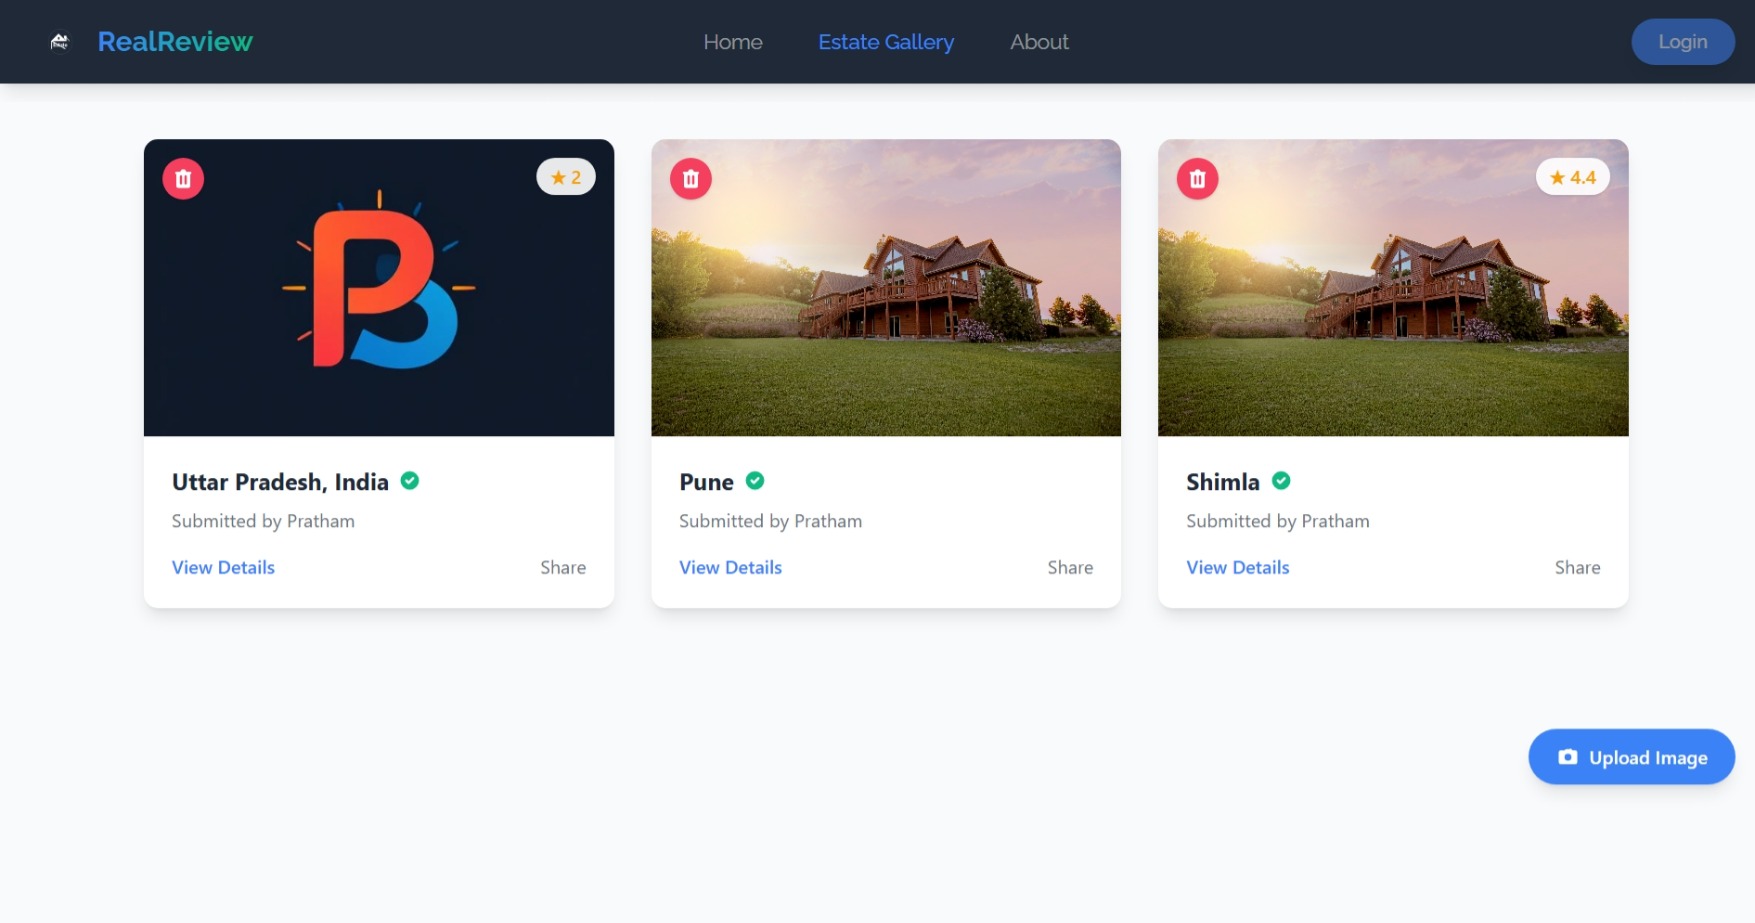 RealReview
Home
Estate Gallery
About
Login
★ 2
★ 4.4
Uttar Pradesh, India
Submitted by Pratham
View Details
Share
Pune
Submitted by Pratham
View Details
Share
Shimla
Submitted by Pratham
View Details
Share
Upload Image